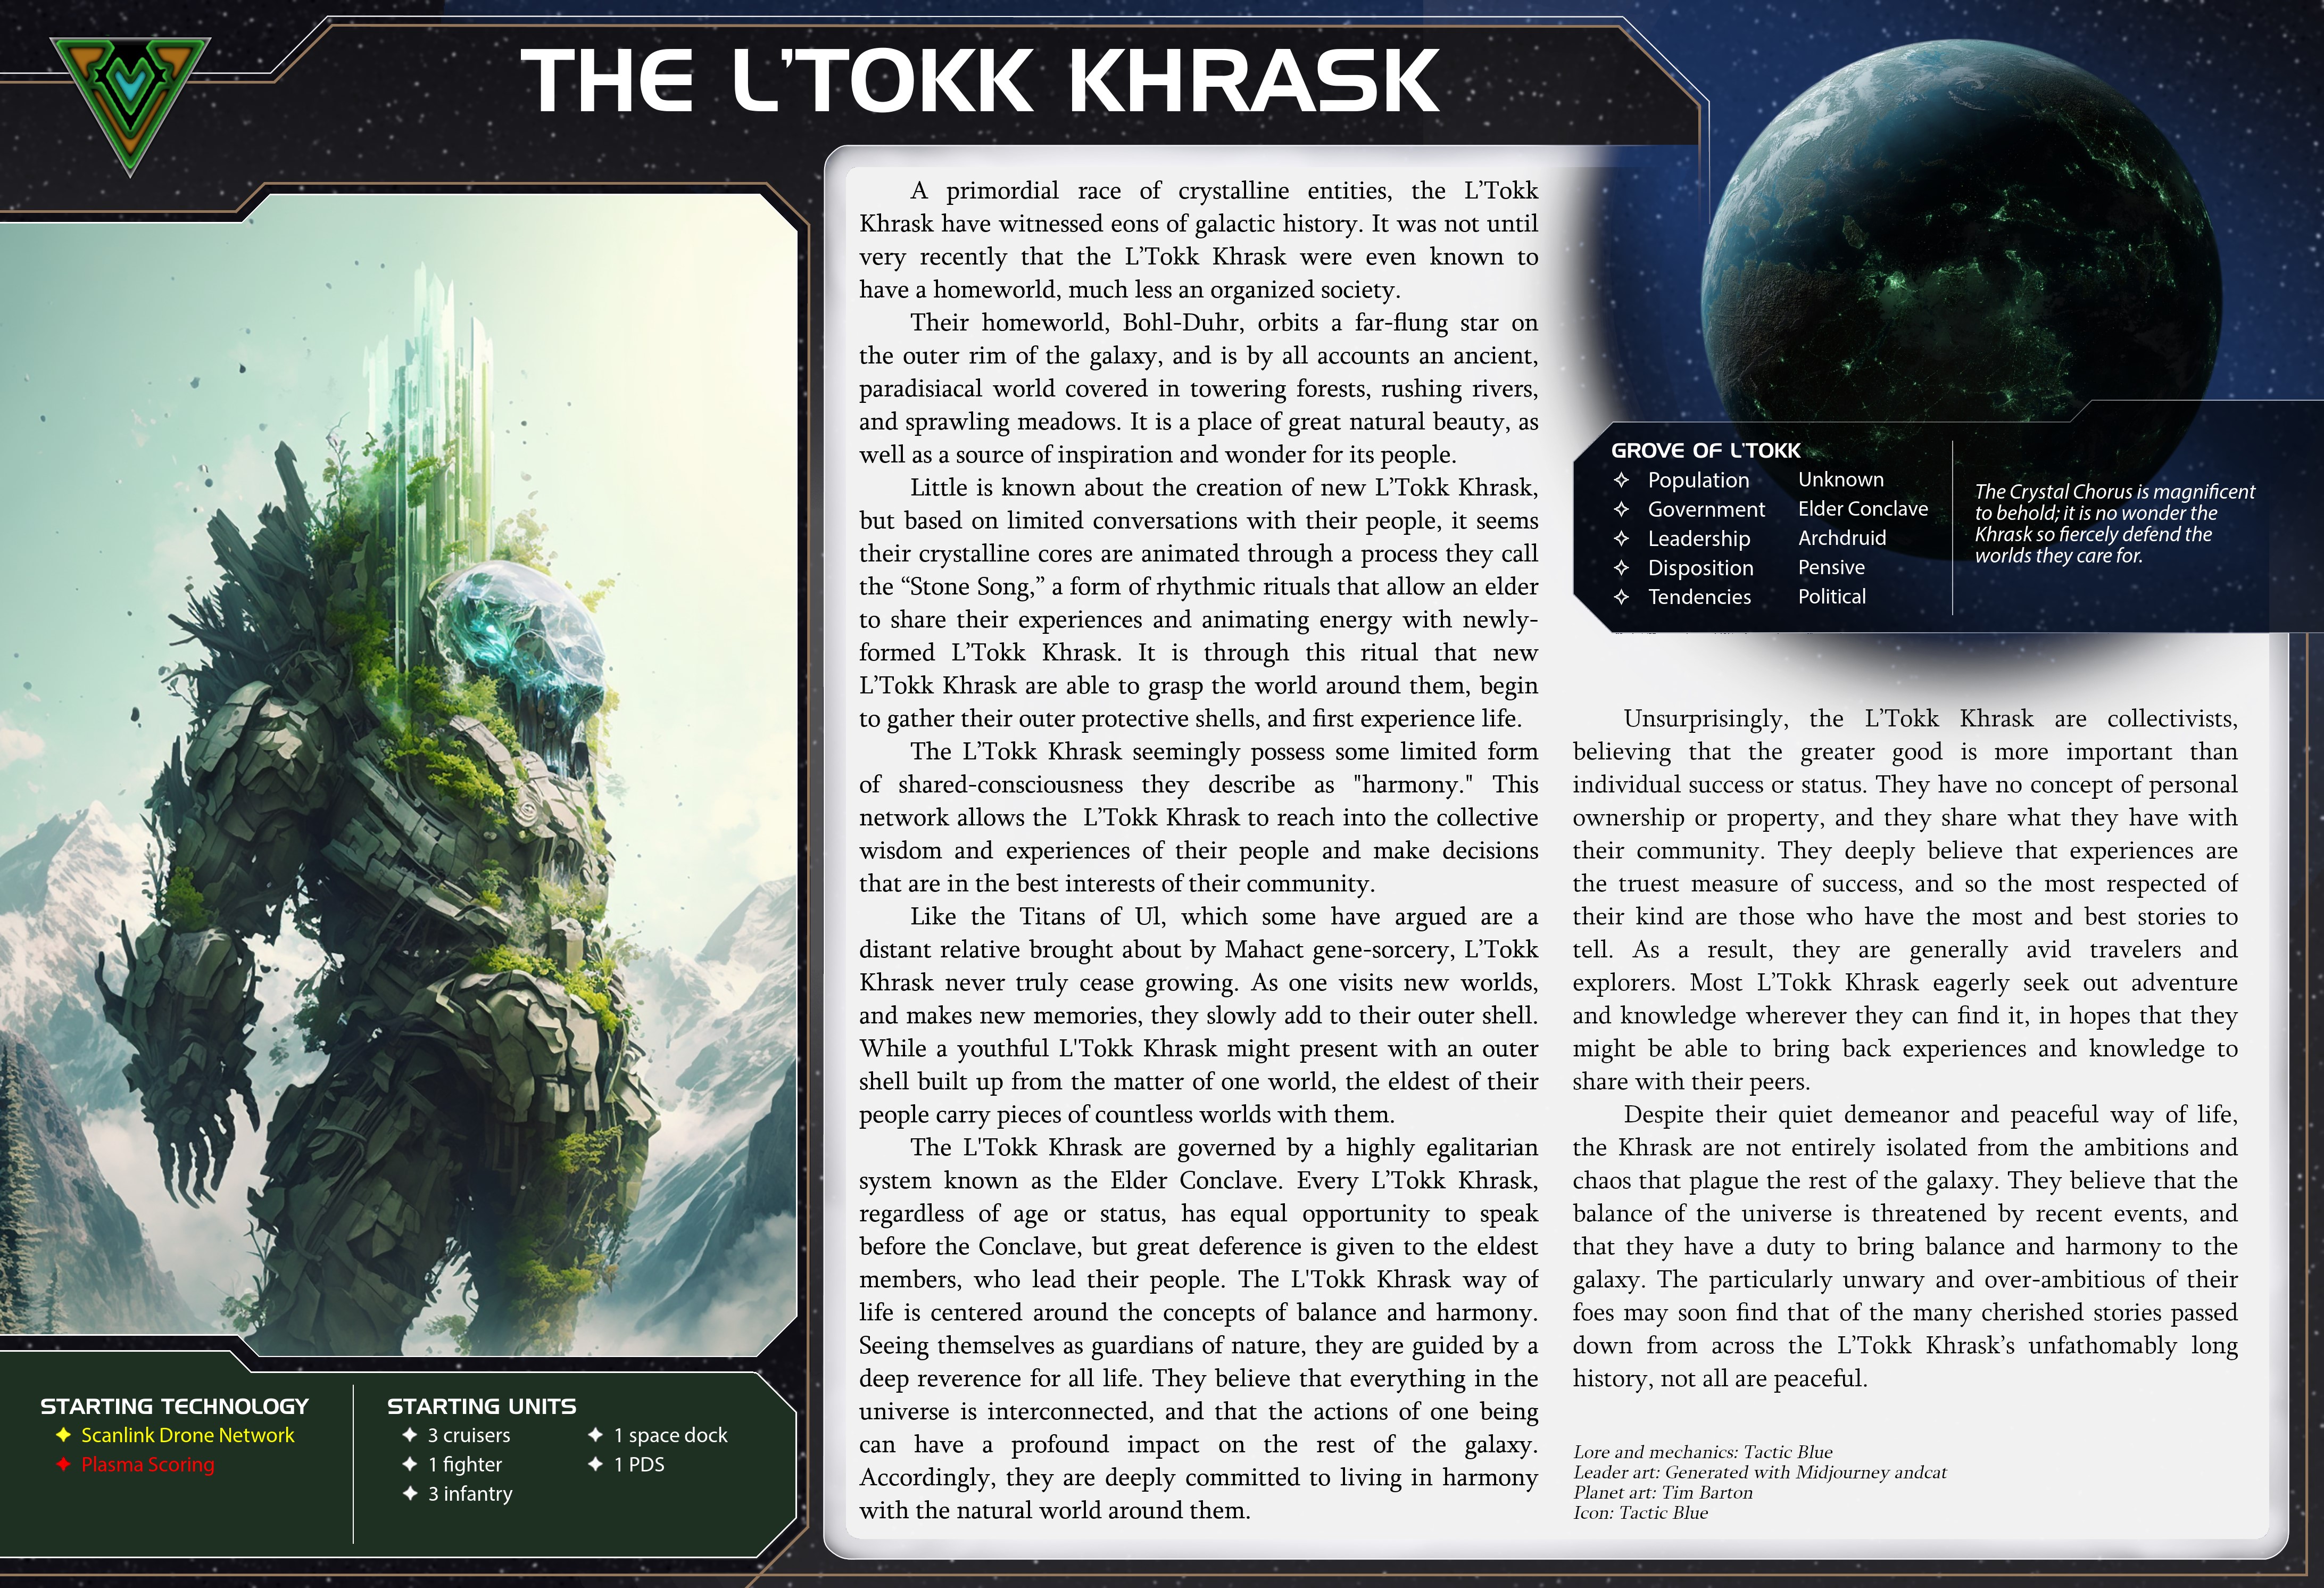 THE L'TOKK KHRASK
A primordial race of crystalline entities, the L'Tokk
Khrask have witnessed eons of galactic history. It was not until
very recently that the L'Tokk Khrask were even known to
have a homeworld, much less an organized society.
Their homeworld, Bohl-Duhr, orbits a far-flung star on
the outer rim of the galaxy, and is by all accounts an ancient,
paradisiacal world covered in towering forests, rushing rivers,
and sprawling meadows. It is a place of great natural beauty, as
well as a source of inspiration and wonder for its people.
Little is known about the creation of new L'Tokk Khrask,
but based on limited conversations with their people, it seems
their crystalline cores are animated through a process they call
the “Stone Song,” a form of rhythmic rituals that allow an elder
to share their experiences and animating energy with newly-
formed L'Tokk Khrask. It is through this ritual that new
L'Tokk Khrask are able to grasp the world around them, begin
to gather their outer protective shells, and first experience life.
The L'Tokk Khrask seemingly possess some limited form
of shared-consciousness they describe as "harmony." This
network allows the L'Tokk Khrask to reach into the collective
wisdom and experiences of their people and make decisions
that are in the best interests of their community.
Like the Titans of Ul, which some have argued are a
distant relative brought about by Mahact gene-sorcery, L'Tokk
Khrask never truly cease growing. As one visits new worlds,
and makes new memories, they slowly add to their outer shell.
While a youthful L'Tokk Khrask might present with an outer
shell built up from the matter of one world, the eldest of their
people carry pieces of countless worlds with them.
The L'Tokk Khrask are governed by a highly egalitarian
system known as the Elder Conclave. Every L'Tokk Khrask,
regardless of age or status, has equal opportunity to speak
before the Conclave, but great deference is given to the eldest
members, who lead their people. The L'Tokk Khrask way of
life is centered around the concepts of balance and harmony.
Seeing themselves as guardians of nature, they are guided by a
deep reverence for all life. They believe that everything in the
universe is interconnected, and that the actions of one being
can have a profound impact on the rest of the galaxy.
Accordingly, they are deeply committed to living in harmony
with the natural world around them.
GROVE OF L'TOKK
Population Unknown
Government Elder Conclave
Leadership Archdruid
Disposition Pensive
Tendencies Political
The Crystal Chorus is magnificent
to behold; it is no wonder the
Khrask so fiercely defend the
worlds they care for.
Unsurprisingly, the L'Tokk Khrask are collectivists,
believing that the greater good is more important than
individual success or status. They have no concept of personal
ownership or property, and they share what they have with
their community. They deeply believe that experiences are
the truest measure of success, and so the most respected of
their kind are those who have the most and best stories to
tell. As a result, they are generally avid travelers and
explorers. Most L'Tokk Khrask eagerly seek out adventure
and knowledge wherever they can find it, in hopes that they
might be able to bring back experiences and knowledge to
share with their peers.
Despite their quiet demeanor and peaceful way of life,
the Khrask are not entirely isolated from the ambitions and
chaos that plague the rest of the galaxy. They believe that the
balance of the universe is threatened by recent events, and
that they have a duty to bring balance and harmony to the
galaxy. The particularly unwary and over-ambitious of their
foes may soon find that of the many cherished stories passed
down from across the L'Tokk Khrask's unfathomably long
history, not all are peaceful.
Lore and mechanics: Tactic Blue
Leader art: Generated with Midjourney andcat
Planet art: Tim Barton
Icon: Tactic Blue
STARTING TECHNOLOGY
Scanlink Drone Network
Plasma Scoring
STARTING UNITS
3 cruisers
1 fighter
3 infantry
1 space dock
1 PDS